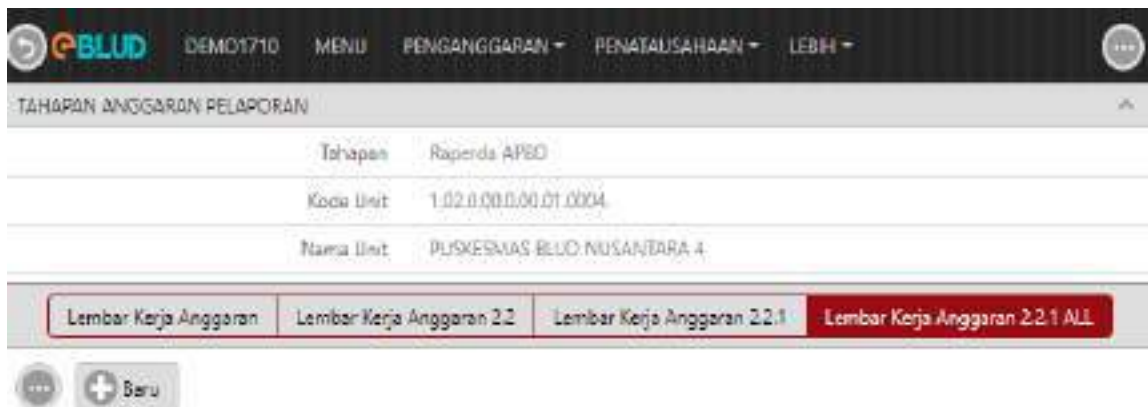 eBLUD DEMO1710 MENU PENGANGGARAN PENATAUSAHAAN LEBIH
TAHAPAN ANGGARAN PELAPORAN
Tahapan Raperda APBD
Kode Unit 1.02.0.00.0.00.01.0004.
Nama Unit PUSKESMAS BLUD NUSANTARA 4
Lembar Kerja Anggaran Lembar Kerja Anggaran 2.2 Lembar Kerja Anggaran 2.2.1 Lembar Kerja Anggaran 2.2.1 ALL
Baru